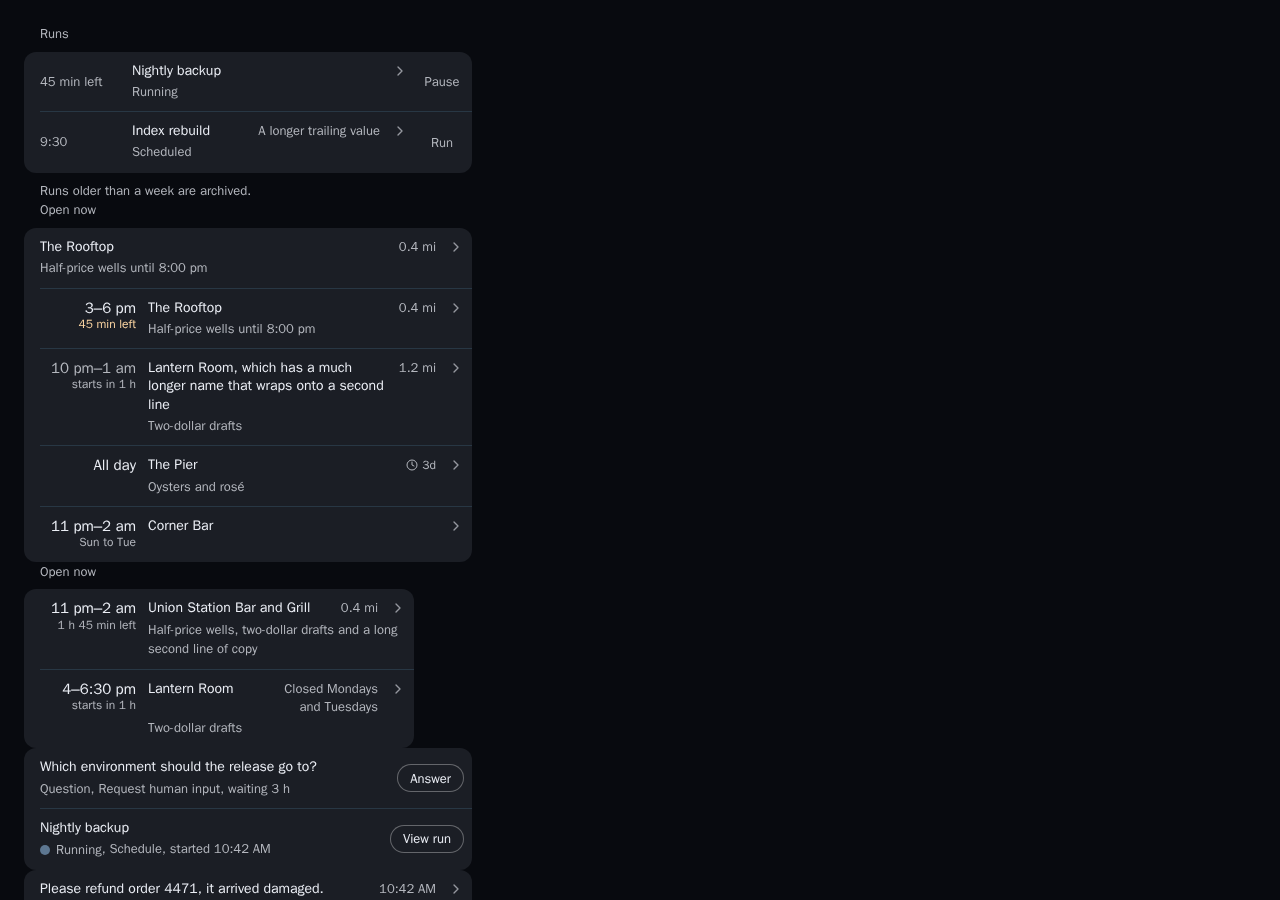 Runs
45 min left
Nightly backup
Running
Pause
9:30
Index rebuild
A longer trailing value
Scheduled
Run
Runs older than a week are archived.
Open now
The Rooftop
0.4 mi
Half-price wells until 8:00 pm
3–6 pm
The Rooftop
0.4 mi
45 min left
Half-price wells until 8:00 pm
10 pm–1 am
Lantern Room, which has a much
1.2 mi
starts in 1 h
longer name that wraps onto a second
line
Two-dollar drafts
All day
The Pier
3d
Oysters and rosé
11 pm–2 am
Corner Bar
Sun to Tue
Open now
11 pm–2 am
Union Station Bar and Grill
0.4 mi
1 h 45 min left
Half-price wells, two-dollar drafts and a long
second line of copy
4–6:30 pm
Lantern Room
Closed Mondays
starts in 1 h
and Tuesdays
Two-dollar drafts
Which environment should the release go to?
Question, Request human input, waiting 3 h
Answer
Nightly backup
Running, Schedule, started 10:42 AM
View run
Please refund order 4471, it arrived damaged.
10:42 AM